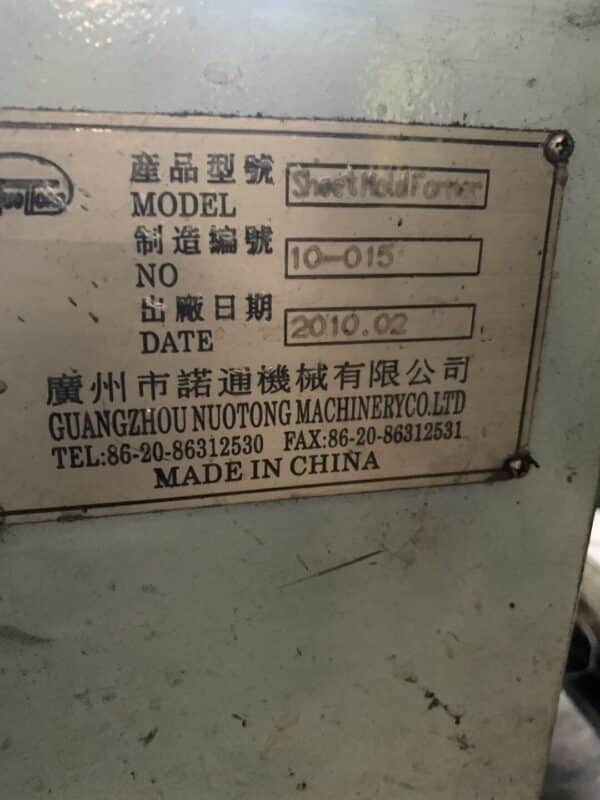 產品型號
MODEL Sheet Mold Former
制造编號
NO 10-015
出廠日期
DATE 2010.02
廣州市諾通機械有限公司
GUANGZHOU NUOTONG MACHINERYCO.LTD
TEL:86-20-86312530 FAX:86-20-86312531
MADE IN CHINA